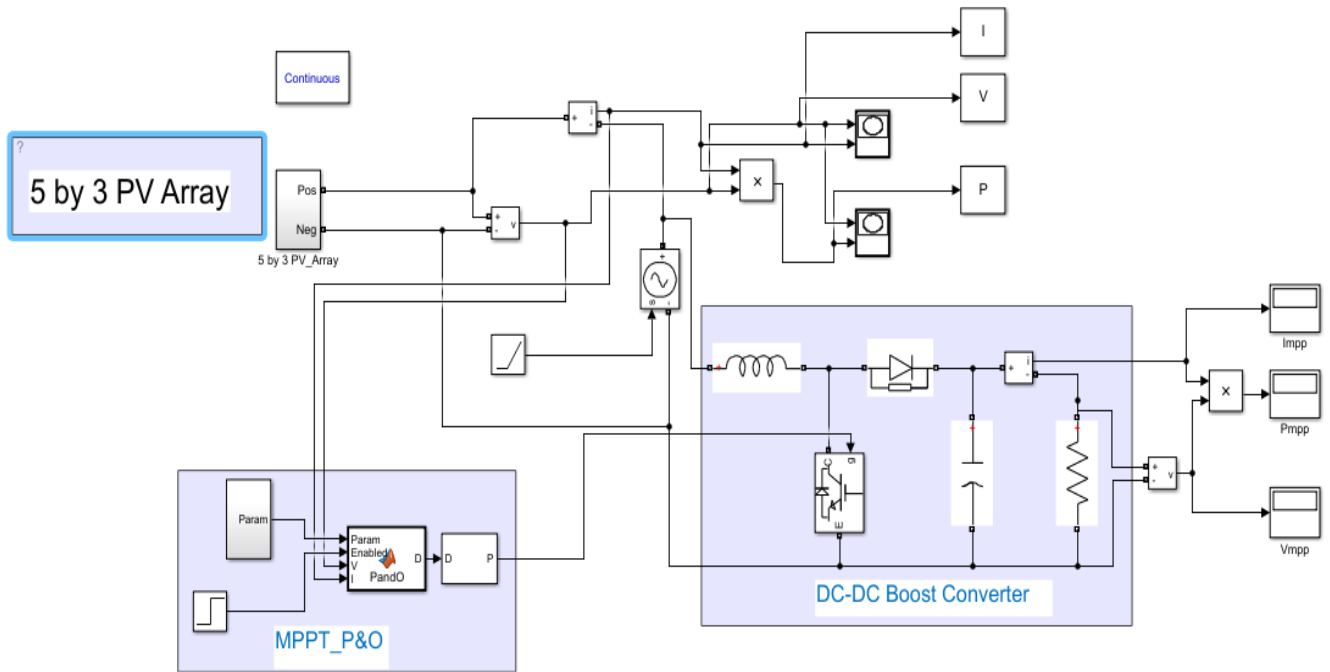 I
Continuous
V
i
+
-
?
5 by 3 PV Array
Pos
x
P
+
v
-
Neg
5 by 3 PV_Array
+
s
-
Impp
i
+
-
x
Pmpp
g
C
E
+
v
-
Vmpp
Param
Param
Enabled
V
I
D
PandO
D
P
DC-DC Boost Converter
MPPT_P&O